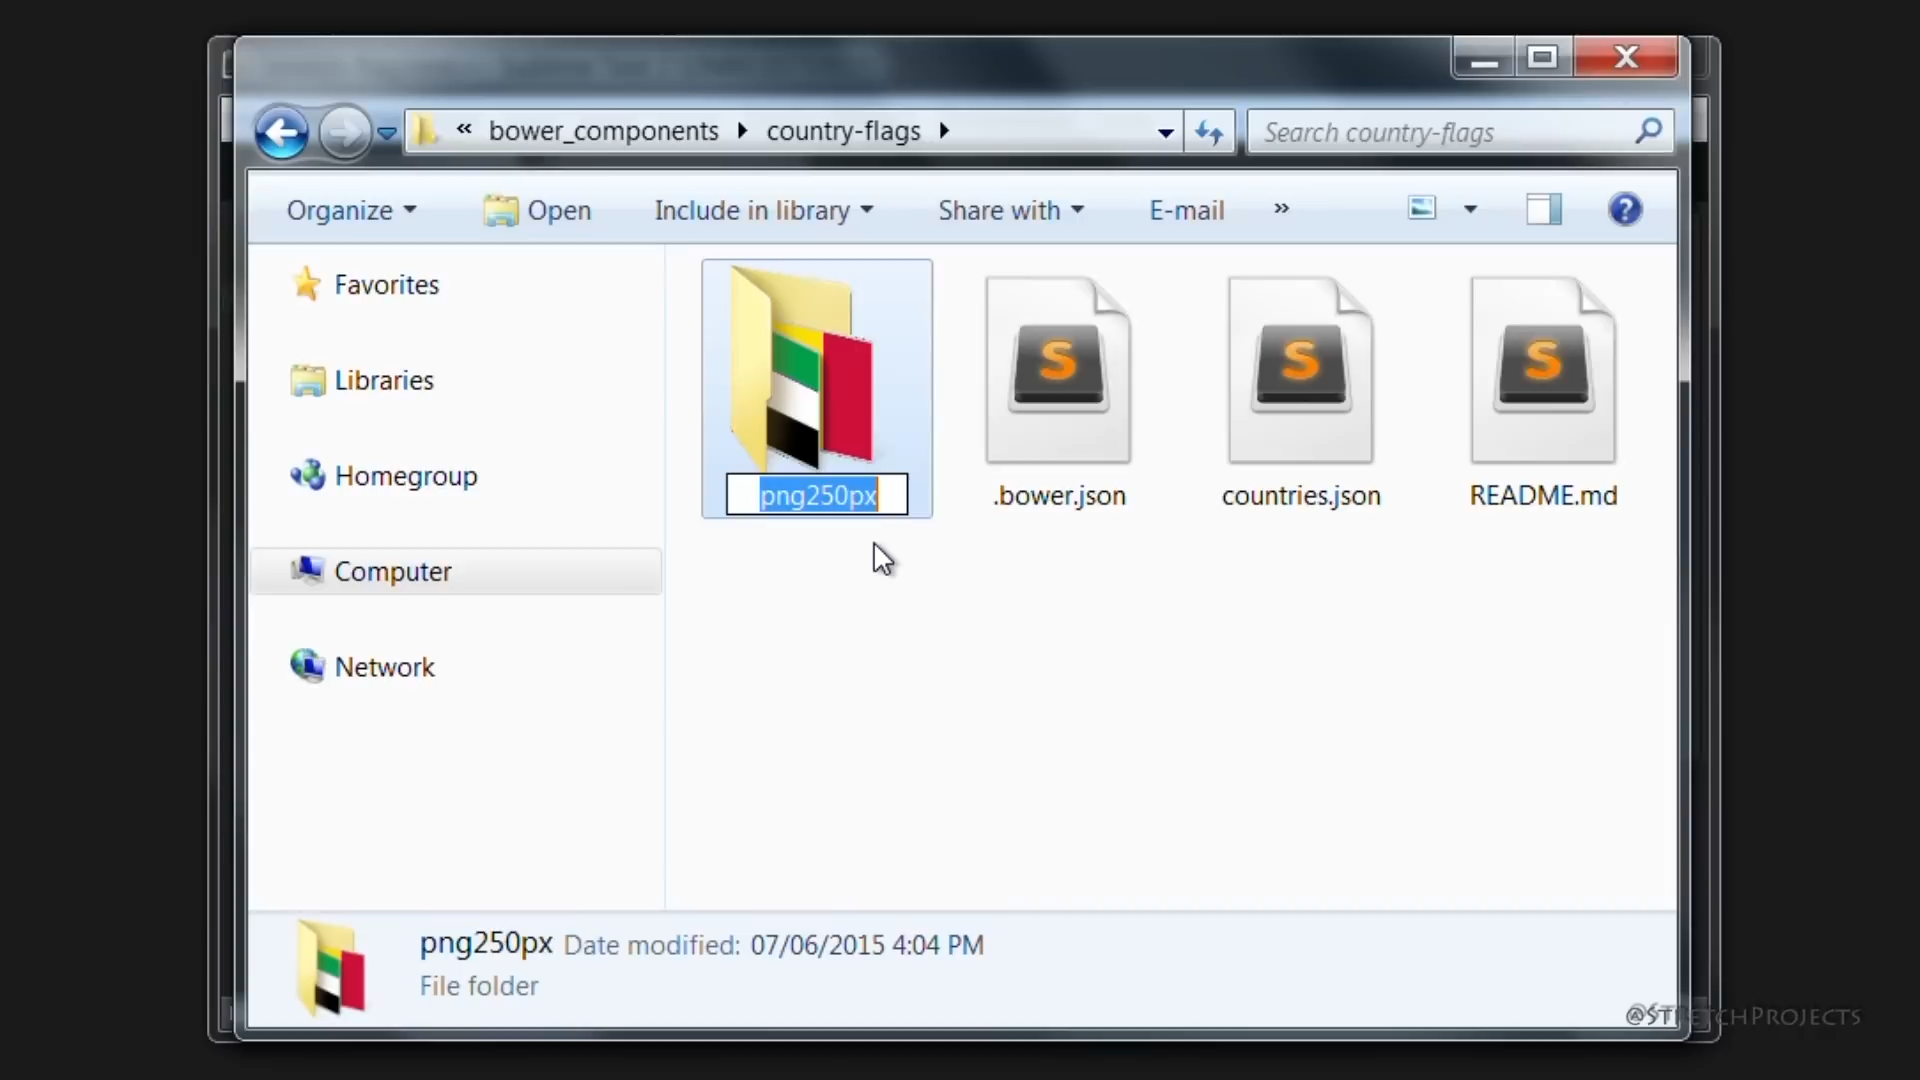 « bower_components country-flags
Search country-flags
Organize Open Include in library Share with E-mail » ?
Favorites
Libraries
Homegroup
Computer
Network
png250px
.bower.json
countries.json
README.md
S
S
S
png250px Date modified: 07/06/2015 4:04 PM
File folder
@StretchProjects